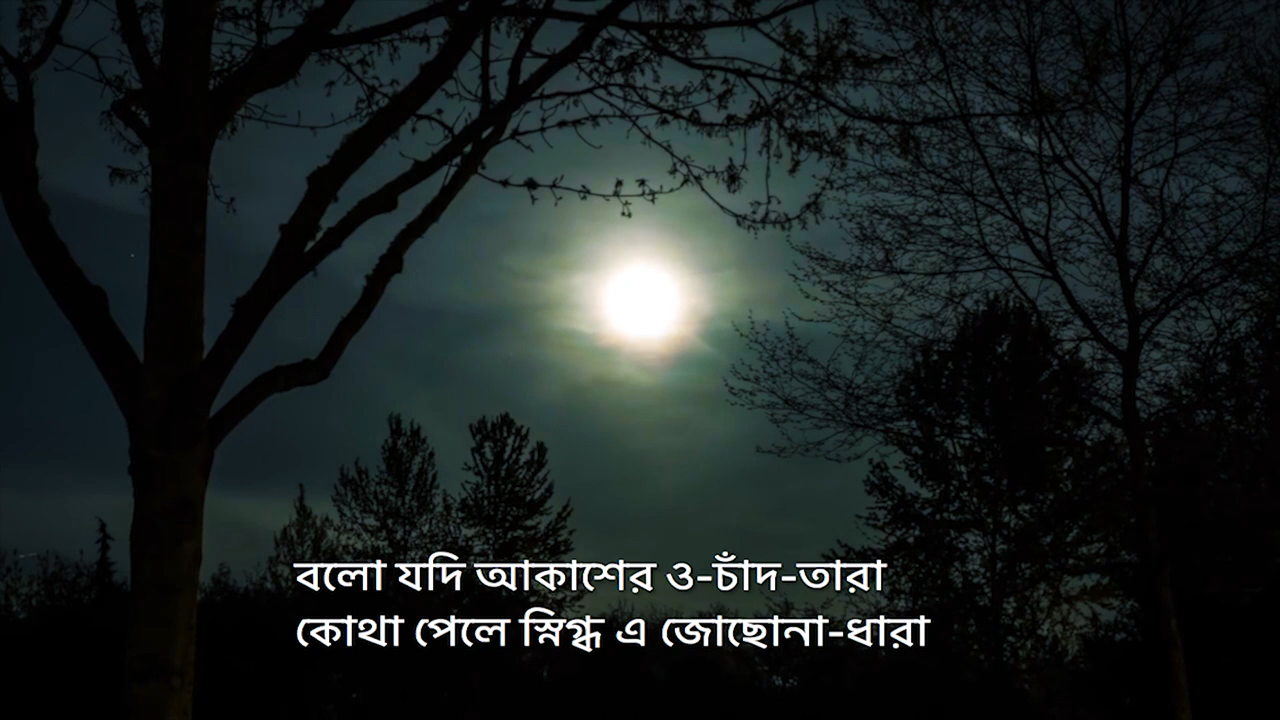 বলো যদি আকাশের ও-চাঁদ-তারা
কোথা পেলে স্নিগ্ধ এ জোছোনা-ধারা